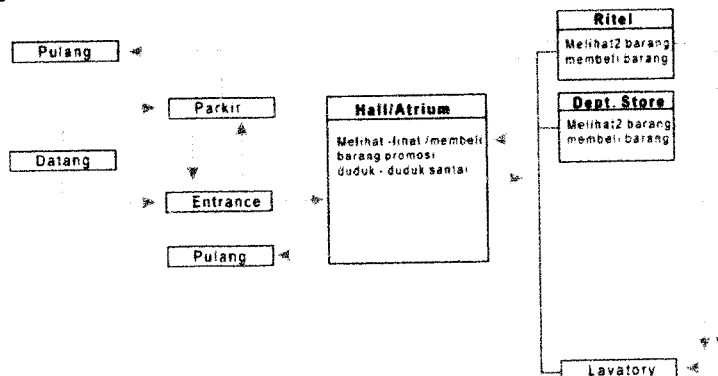 Pulang
Parkir
Datang
Entrance
Pulang
Hall/Atrium
Melihat -lihat /membeli
barang promosi
duduk - duduk santai
Ritel
Melihat2 barang
membeli barang
Dept. Store
Melihat2 barang
membeli barang
Lavatory